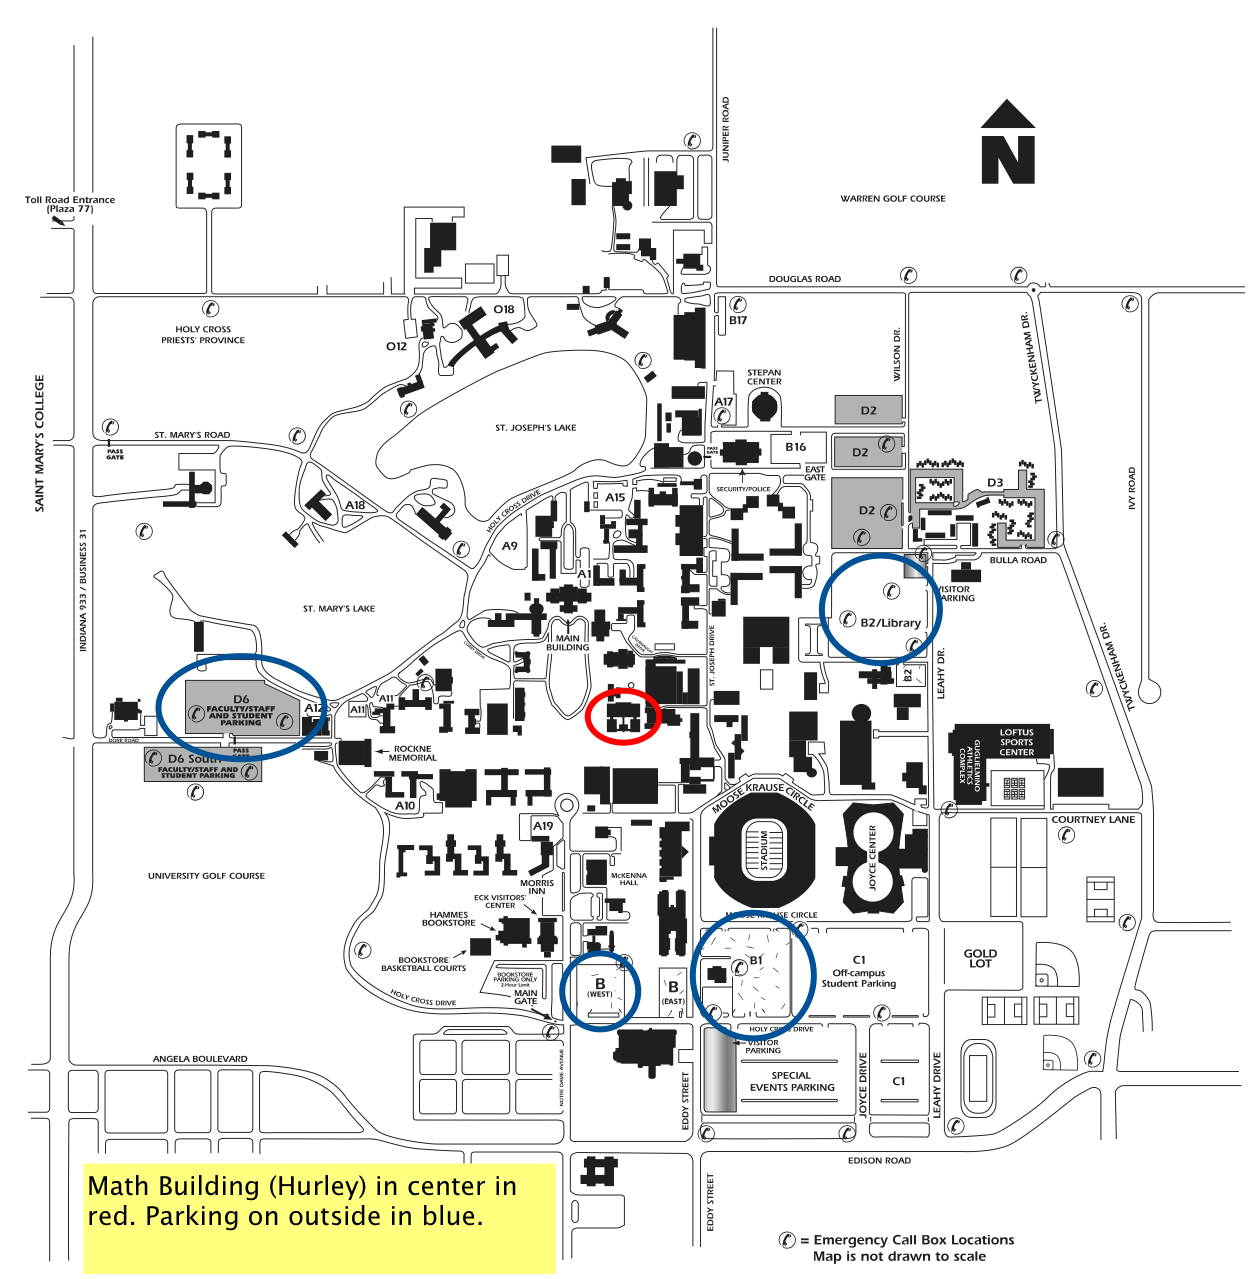 JUNIPER ROAD
N
Toll Road Entrance
(Plaza 77)
WARREN GOLF COURSE
DOUGLAS ROAD
HOLY CROSS
PRIESTS' PROVINCE
O18
O12
B17
WILSON DR.
TWYCKENHAM DR.
SAINT MARY'S COLLEGE
STEPAN
CENTER
A17
D2
ST. MARY'S ROAD
PASS
GATE
ST. JOSEPH'S LAKE
PASS
GATE
B16
D2
EAST
GATE
SECURITY/POLICE
IVY ROAD
D3
HOLY CROSS DRIVE
A15
A18
D2
A9
INDIANA 933 / BUSINESS 31
BULLA ROAD
A1
VISITOR
PARKING
ST. MARY'S LAKE
B2/Library
MAIN
BUILDING
ST. JOSEPH DRIVE
LEAHY DR.
TWYCKENHAM DR.
B2
D6
FACULTY/STAFF
AND STUDENT
PARKING
A11
A11
A12
DORR ROAD
PASS
GATE
D6 South
FACULTY/STAFF AND
STUDENT PARKING
ROCKNE
MEMORIAL
LOFTUS
SPORTS
CENTER
GUGLIELMINO
ATHLETICS
COMPLEX
A10
MOOSE KRAUSE CIRCLE
COURTNEY LANE
A19
STADIUM
JOYCE CENTER
UNIVERSITY GOLF COURSE
MORRIS
INN
McKENNA
HALL
ECK VISITORS'
CENTER
HAMMES
BOOKSTORE
MOOSE KRAUSE CIRCLE
BOOKSTORE
BASKETBALL COURTS
BOOKSTORE
PARKING ONLY
2-Hour Limit
MAIN
GATE
B
(WEST)
B
(EAST)
B1
C1
Off-campus
Student Parking
GOLD
LOT
HOLY CROSS DRIVE
HOLY CROSS DRIVE
VISITOR
PARKING
ANGELA BOULEVARD
NOTRE DAME AVENUE
EDDY STREET
SPECIAL
EVENTS PARKING
JOYCE DRIVE
C1
LEAHY DRIVE
EDISON ROAD
EDDY STREET
Math Building (Hurley) in center in
red. Parking on outside in blue.
= Emergency Call Box Locations
Map is not drawn to scale